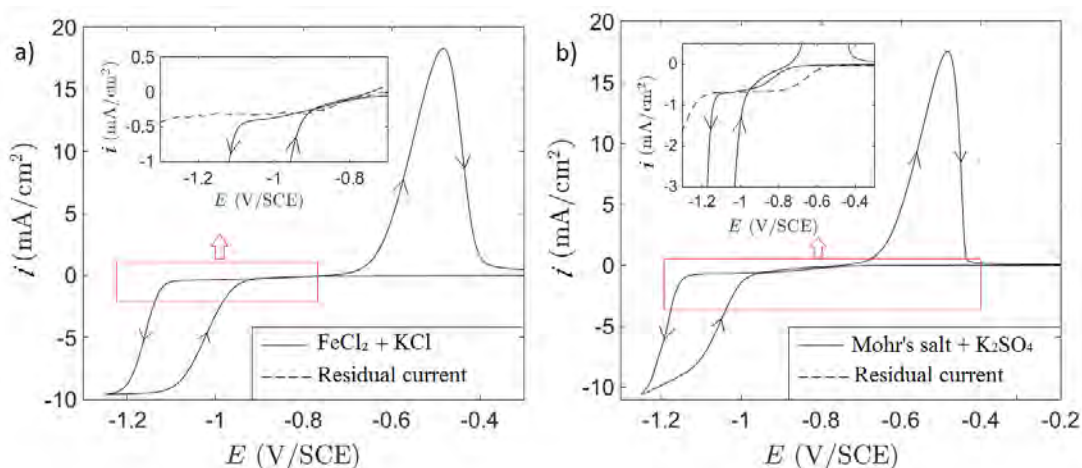 a)
20
15
10
5
0
-5
-10
i (mA/cm²)
-1.2
-1
-0.8
-0.6
-0.4
E (V/SCE)
0.5
0
-0.5
-1
i (mA/cm²)
-1.2
-1
-0.8
E (V/SCE)
FeCl₂ + KCl
Residual current
b)
20
15
10
5
0
-5
-10
i (mA/cm²)
-1.2
-1
-0.8
-0.6
-0.4
-0.2
E (V/SCE)
0
-1
-2
-3
i (mA/cm²)
-1.2
-1
-0.8
-0.6
-0.4
E (V/SCE)
Mohr's salt + K₂SO₄
Residual current